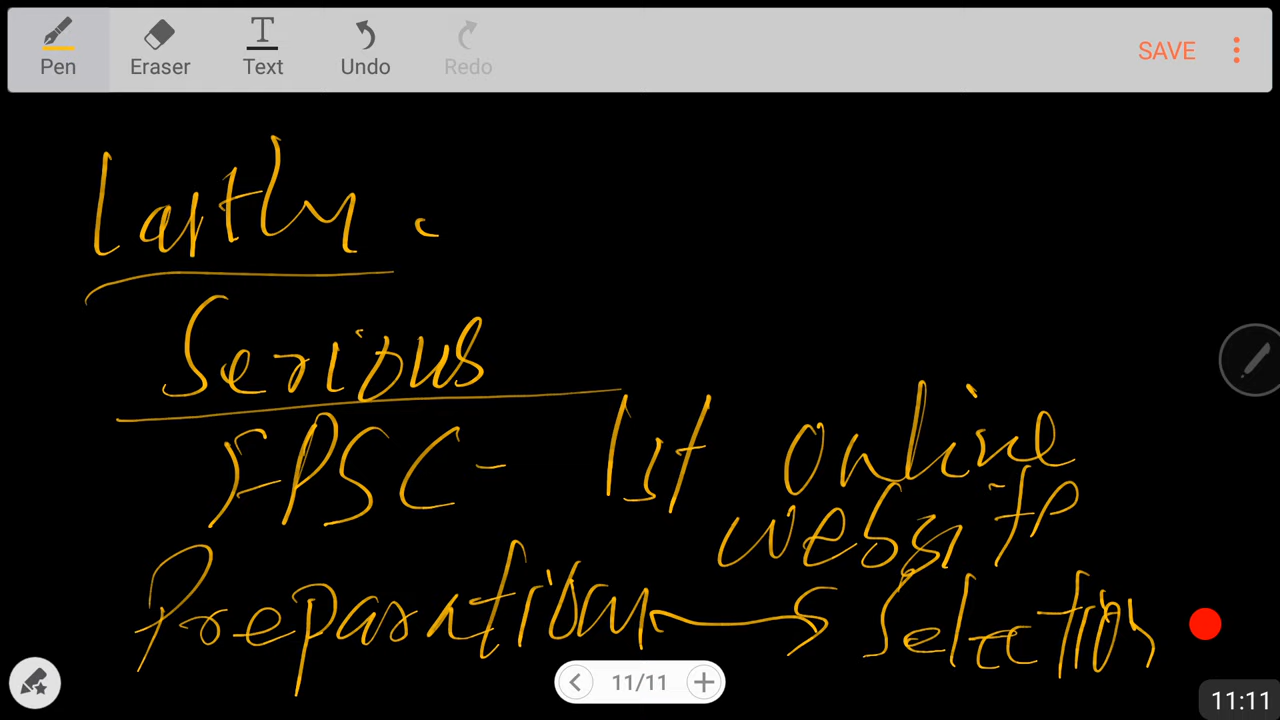 Pen Eraser Text Undo Redo SAVE
Lastly
Serious
FPSC - 1st online
website
Preparation → Selection
11/11
11:11